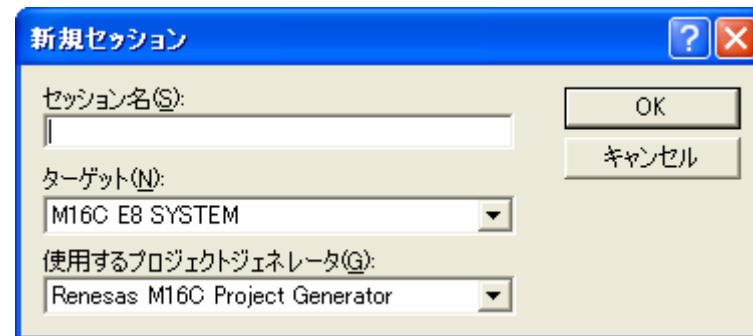 新規セッション
セッション名(S):
OK
キャンセル
ターゲット(N):
M16C E8 SYSTEM
使用するプロジェクトジェネレータ(G):
Renesas M16C Project Generator